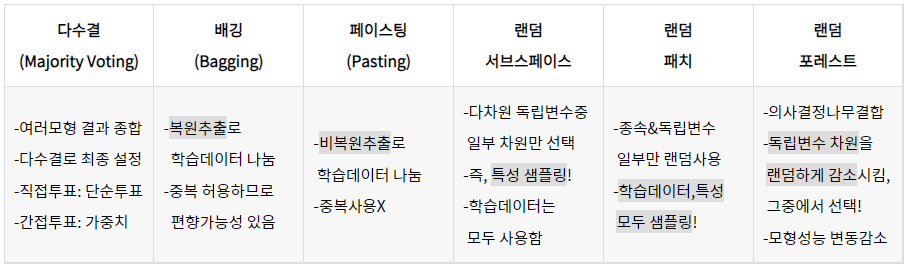 다수결
(Majority Voting)
배깅
(Bagging)
페이스팅
(Pasting)
랜덤
서브스페이스
랜덤
패치
랜덤
포레스트
-여러모형 결과 종합
-다수결로 최종 설정
-직접투표: 단순투표
-간접투표: 가중치
-복원추출로
학습데이터 나눔
-중복 허용하므로
편향가능성 있음
-비복원추출로
학습데이터 나눔
-중복사용X
-다차원 독립변수중
일부 차원만 선택
-즉, 특성 샘플링!
-학습데이터는
모두 사용함
-종속&독립변수
일부만 랜덤사용
-학습데이터,특성
모두 샘플링!
-의사결정나무결합
-독립변수 차원을
랜덤하게 감소시킴,
그중에서 선택!
-모형성능 변동감소